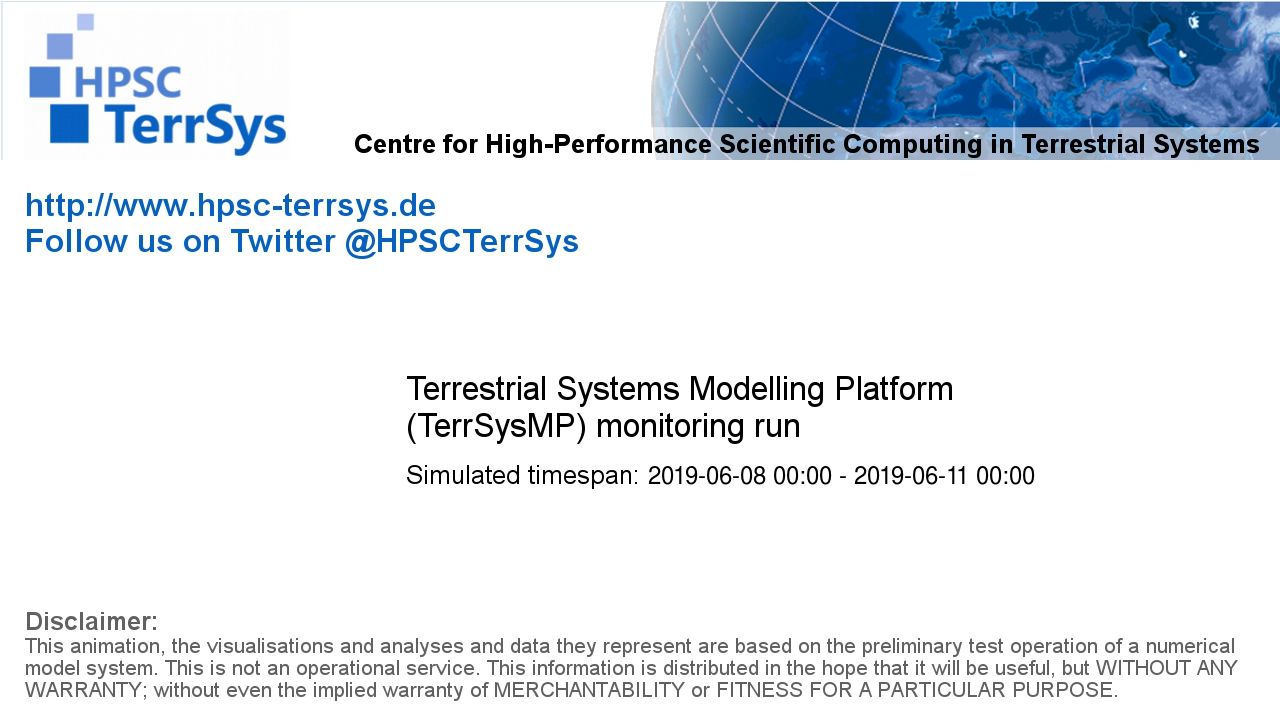 HPSC
TerrSys
Centre for High-Performance Scientific Computing in Terrestrial Systems
http://www.hpsc-terrsys.de
Follow us on Twitter @HPSCTerrSys
Terrestrial Systems Modelling Platform
(TerrSysMP) monitoring run
Simulated timespan: 2019-06-08 00:00 - 2019-06-11 00:00
Disclaimer:
This animation, the visualisations and analyses and data they represent are based on the preliminary test operation of a numerical
model system. This is not an operational service. This information is distributed in the hope that it will be useful, but WITHOUT ANY
WARRANTY; without even the implied warranty of MERCHANTABILITY or FITNESS FOR A PARTICULAR PURPOSE.